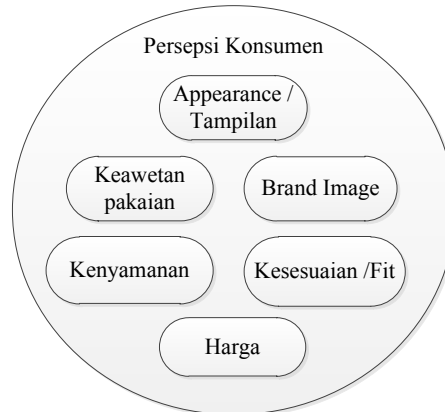 Persepsi Konsumen
Appearance /
Tampilan
Keawetan
pakaian
Brand Image
Kenyamanan
Kesesuaian /Fit
Harga